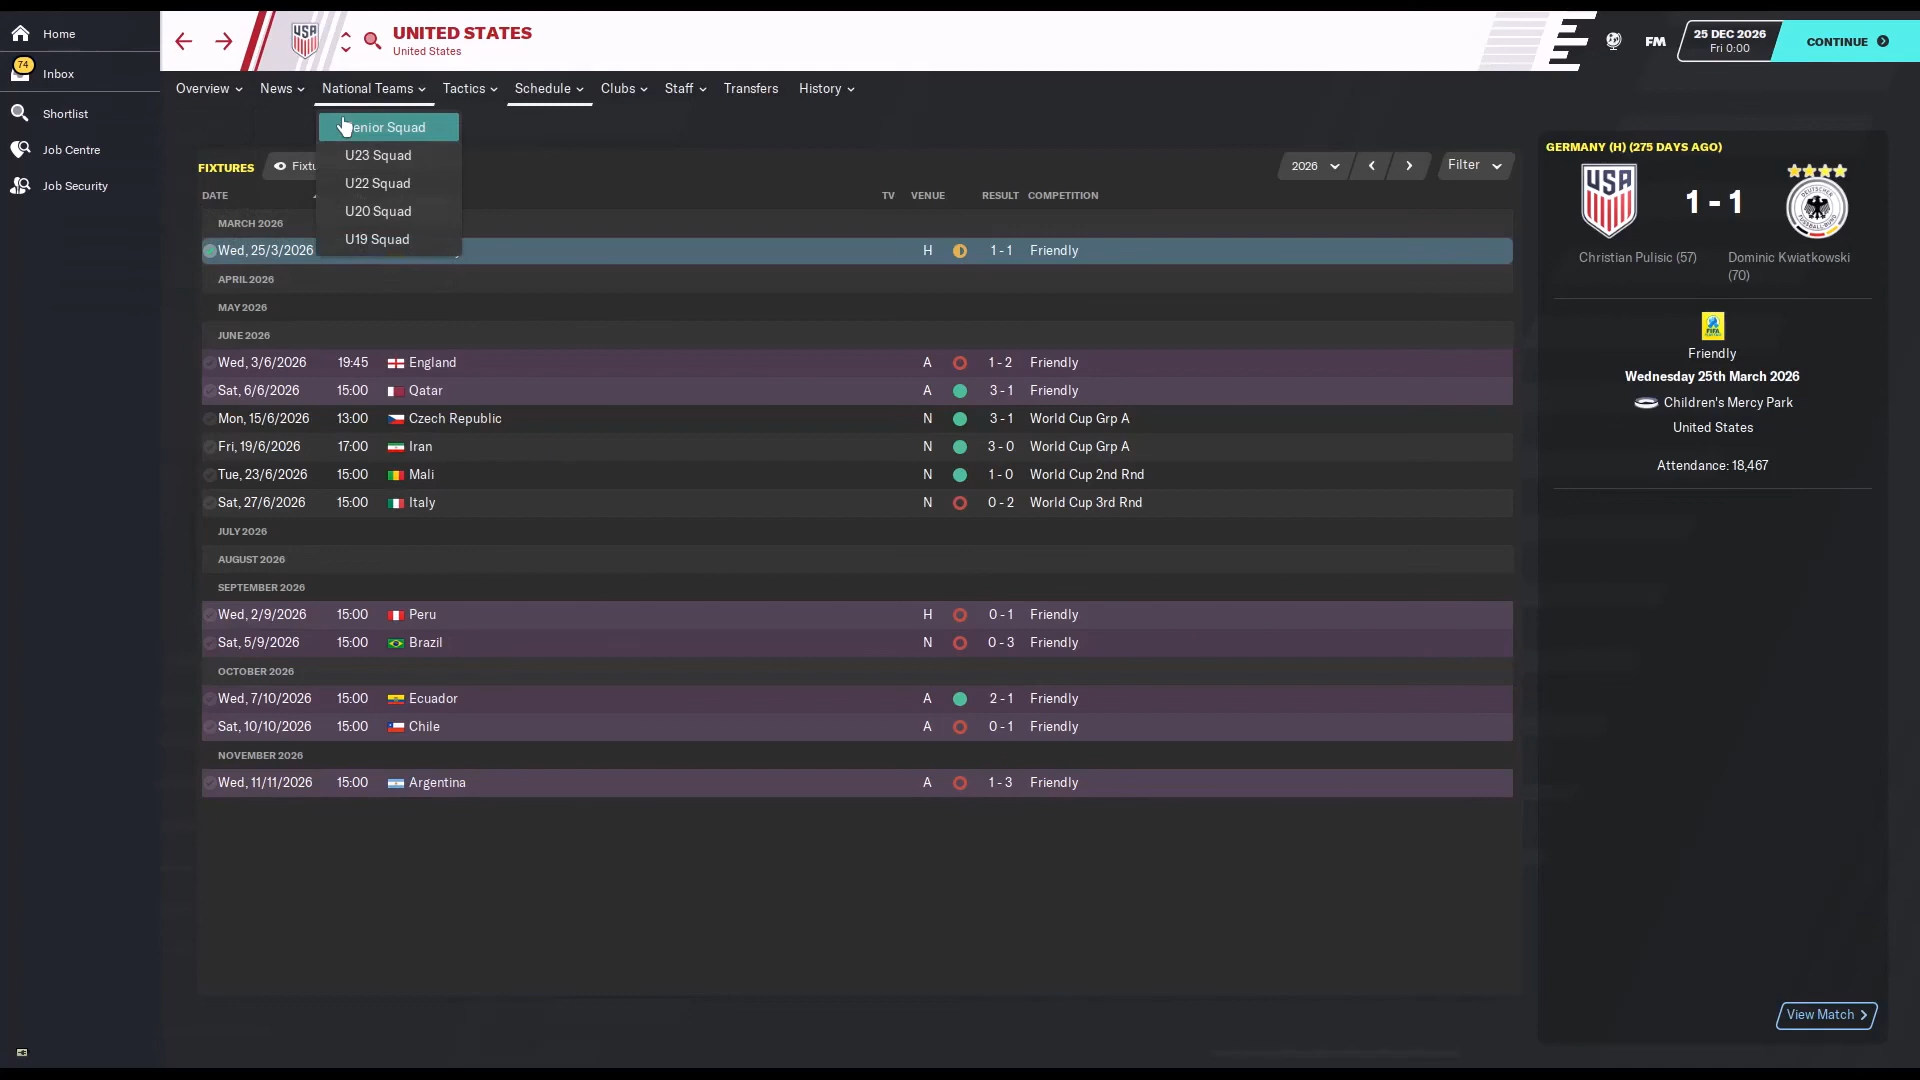 Home
UNITED STATES
United States
25 DEC 2026
Fri 0:00
FM
CONTINUE
74
Inbox
Overview
News
National Teams
Tactics
Schedule
Clubs
Staff
Transfers
History
Shortlist
Job Centre
Job Security
Squad
U23 Squad
U22 Squad
U20 Squad
U19 Squad
FIXTURES
2026
Filter
DATE
TV
VENUE
RESULT
COMPETITION
MARCH 2026
Wed, 25/3/2026 H 1 - 1 Friendly
APRIL 2026
MAY 2026
JUNE 2026
Wed, 3/6/2026 19:45 England A 1 - 2 Friendly
Sat, 6/6/2026 15:00 Qatar A 3 - 1 Friendly
Mon, 15/6/2026 13:00 Czech Republic N 3 - 1 World Cup Grp A
Fri, 19/6/2026 17:00 Iran N 3 - 0 World Cup Grp A
Tue, 23/6/2026 15:00 Mali N 1 - 0 World Cup 2nd Rnd
Sat, 27/6/2026 15:00 Italy N 0 - 2 World Cup 3rd Rnd
JULY 2026
AUGUST 2026
SEPTEMBER 2026
Wed, 2/9/2026 15:00 Peru H 0 - 1 Friendly
Sat, 5/9/2026 15:00 Brazil N 0 - 3 Friendly
OCTOBER 2026
Wed, 7/10/2026 15:00 Ecuador A 2 - 1 Friendly
Sat, 10/10/2026 15:00 Chile A 0 - 1 Friendly
NOVEMBER 2026
Wed, 11/11/2026 15:00 Argentina A 1 - 3 Friendly
GERMANY (H) (275 DAYS AGO)
USA
1 - 1
Christian Pulisic (57)
Dominic Kwiatkowski
(70)
Friendly
Wednesday 25th March 2026
Children's Mercy Park
United States
Attendance: 18,467
View Match